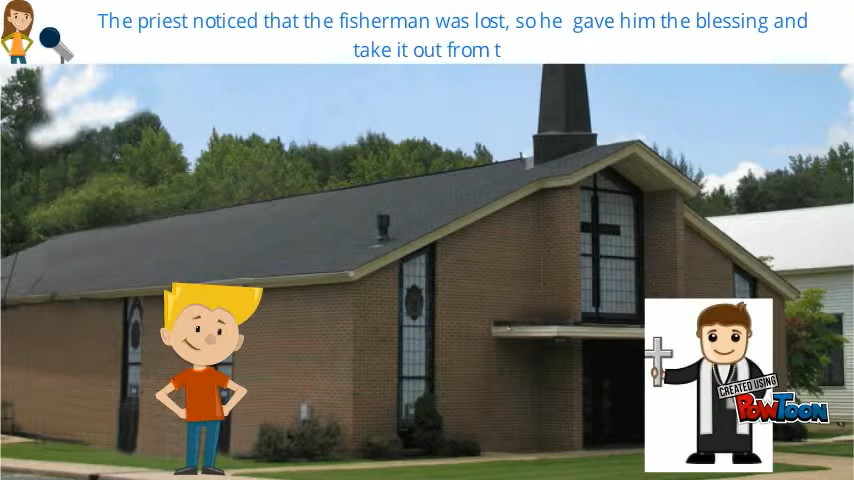 The priest noticed that the fisherman was lost, so he gave him the blessing and
take it out from t
CREATED USING
POWTOON